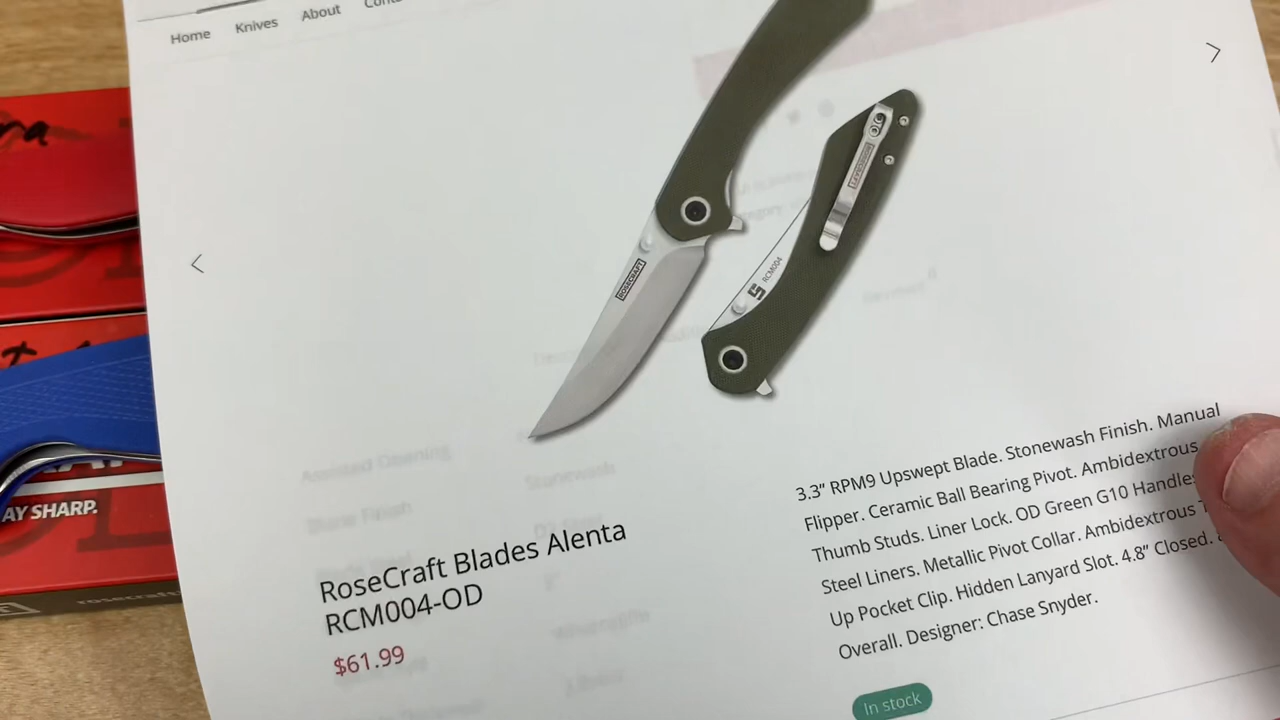 Home Knives About
ROSECRAFT
RCM004
ROSECRAFT
RoseCraft Blades Alenta
RCM004-OD
$61.99
3.3” RPM9 Upswept Blade. Stonewash Finish. Manual
Flipper. Ceramic Ball Bearing Pivot. Ambidextrous
Thumb Studs. Liner Lock. OD Green G10 Handles
Steel Liners. Metallic Pivot Collar. Ambidextrous
Up Pocket Clip. Hidden Lanyard Slot. 4.8” Closed.
Overall. Designer: Chase Snyder.
In stock
AY SHARP.